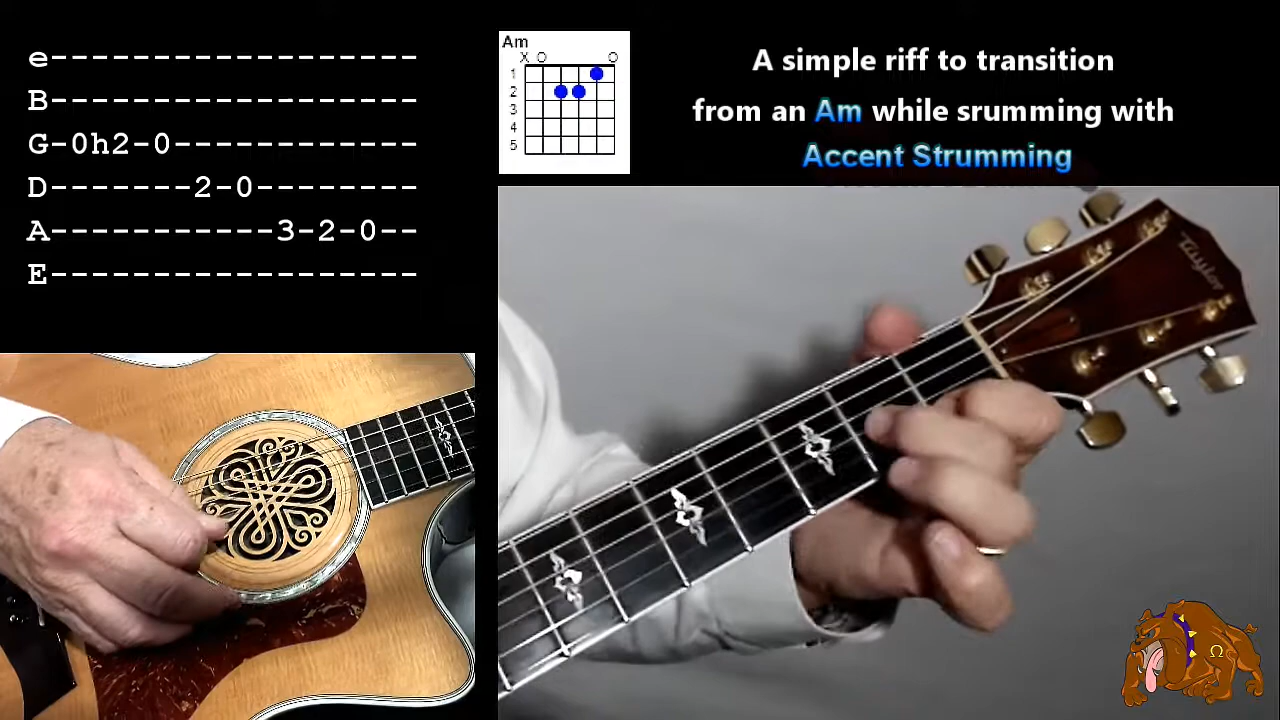 e------------------
B------------------
G-0h2-0------------
D-------2-0--------
A-----------3-2-0--
E------------------
Am
X O O
1
2
3
4
5
A simple riff to transition
from an Am while srumming with
Accent Strumming
Taylor
Ω